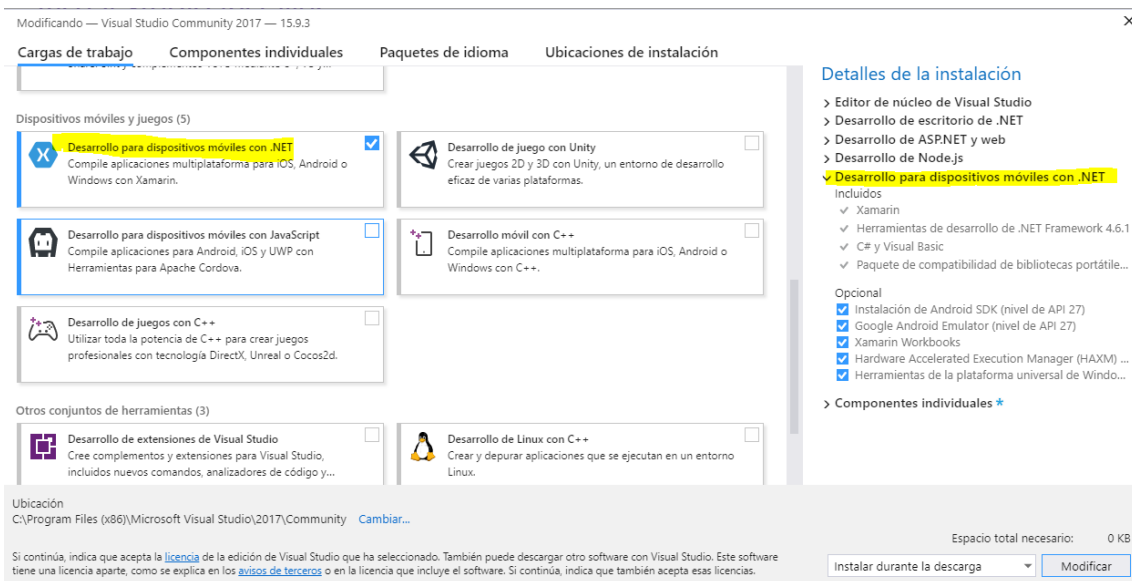 Modificando — Visual Studio Community 2017 — 15.9.3
Cargas de trabajo Componentes individuales Paquetes de idioma Ubicaciones de instalación
Dispositivos móviles y juegos (5)
Desarrollo para dispositivos móviles con .NET
Compile aplicaciones multiplataforma para iOS, Android o
Windows con Xamarin.
Desarrollo de juego con Unity
Crear juegos 2D y 3D con Unity, un entorno de desarrollo
eficaz de varias plataformas.
Desarrollo para dispositivos móviles con JavaScript
Compile aplicaciones para Android, iOS y UWP con
Herramientas para Apache Cordova.
Desarrollo móvil con C++
Compile aplicaciones multiplataforma para iOS, Android o
Windows con C++.
Desarrollo de juegos con C++
Utilizar toda la potencia de C++ para crear juegos
profesionales con tecnología DirectX, Unreal o Cocos2d.
Otros conjuntos de herramientas (3)
Desarrollo de extensiones de Visual Studio
Cree complementos y extensiones para Visual Studio,
incluidos nuevos comandos, analizadores de código y...
Desarrollo de Linux con C++
Crear y depurar aplicaciones que se ejecutan en un entorno
Linux.
Detalles de la instalación
Editor de núcleo de Visual Studio
Desarrollo de escritorio de .NET
Desarrollo de ASP.NET y web
Desarrollo de Node.js
Desarrollo para dispositivos móviles con .NET
Incluidos
Xamarin
Herramientas de desarrollo de .NET Framework 4.6.1
C# y Visual Basic
Paquete de compatibilidad de bibliotecas portátile...
Opcional
Instalación de Android SDK (nivel de API 27)
Google Android Emulator (nivel de API 27)
Xamarin Workbooks
Hardware Accelerated Execution Manager (HAXM) ...
Herramientas de la plataforma universal de Windo...
Componentes individuales *
Ubicación
C:\Program Files (x86)\Microsoft Visual Studio\2017\Community Cambiar...
Espacio total necesario: 0 KB
Si continúa, indica que acepta la licencia de la edición de Visual Studio que ha seleccionado. También puede descargar otro software con Visual Studio. Este software
tiene una licencia aparte, como se explica en los avisos de terceros o en la licencia que incluye el software. Si continúa, indica que también acepta esas licencias.
Instalar durante la descarga
Modificar